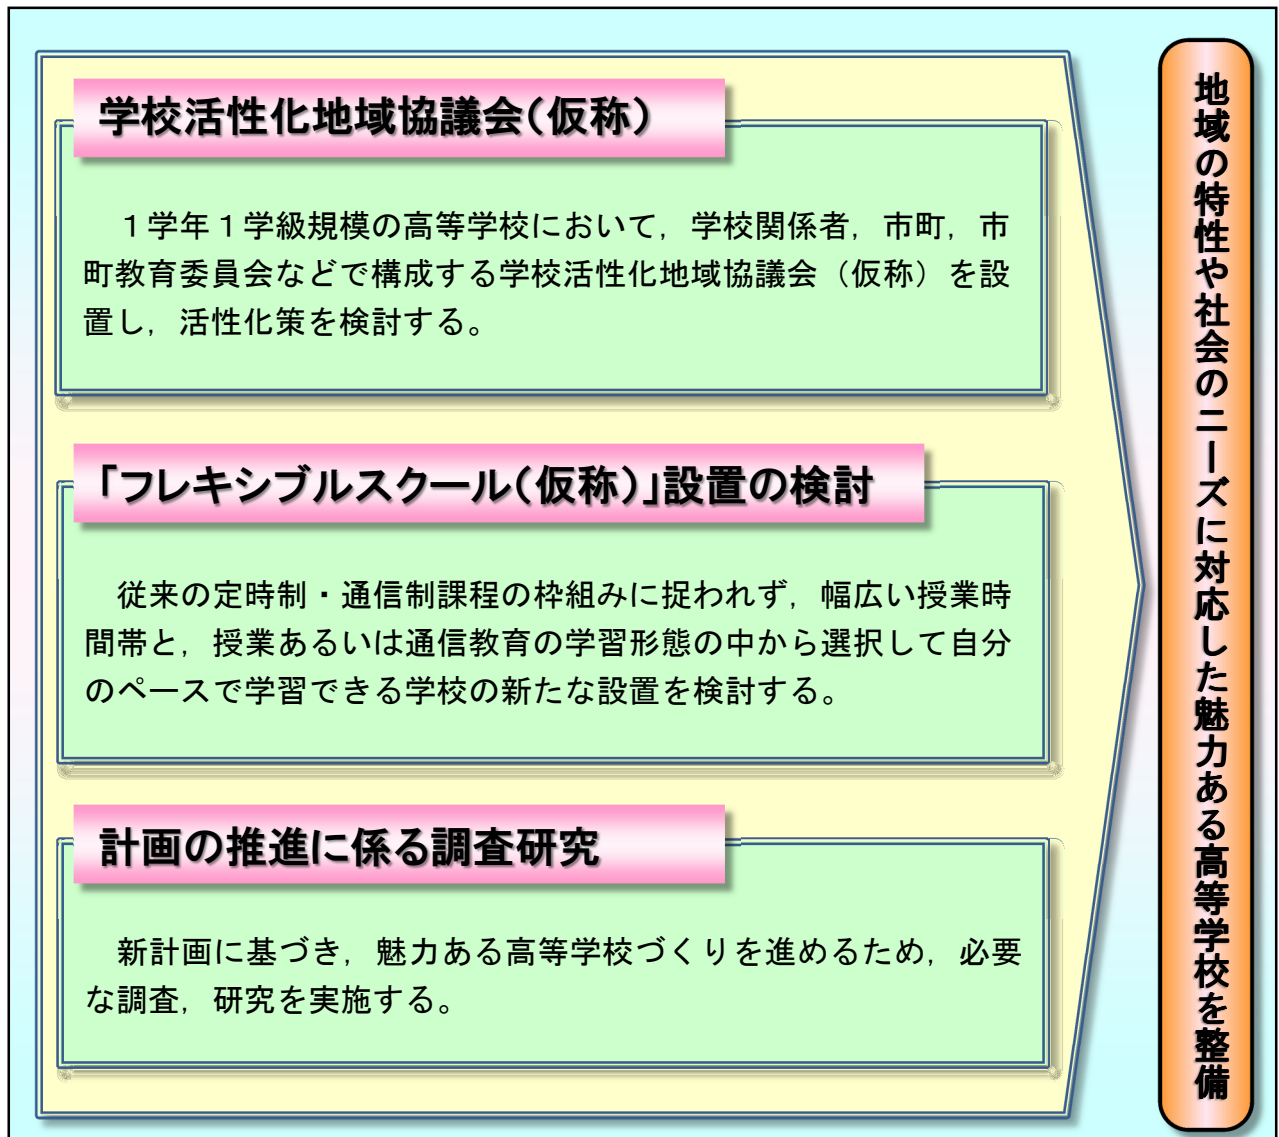 学校活性化地域協議会（仮称）
１学年１学級規模の高等学校において，学校関係者，市町，市
町教育委員会などで構成する学校活性化地域協議会（仮称）を設
置し，活性化策を検討する。
「フレキシブルスクール（仮称）」設置の検討
従来の定時制・通信制課程の枠組みに捉われず，幅広い授業時
間帯と，授業あるいは通信教育の学習形態の中から選択して自分
のペースで学習できる学校の新たな設置を検討する。
計画の推進に係る調査研究
新計画に基づき，魅力ある高等学校づくりを進めるため，必要
な調査，研究を実施する。
地域の特性や社会のニーズに対応した魅力ある高等学校を整備